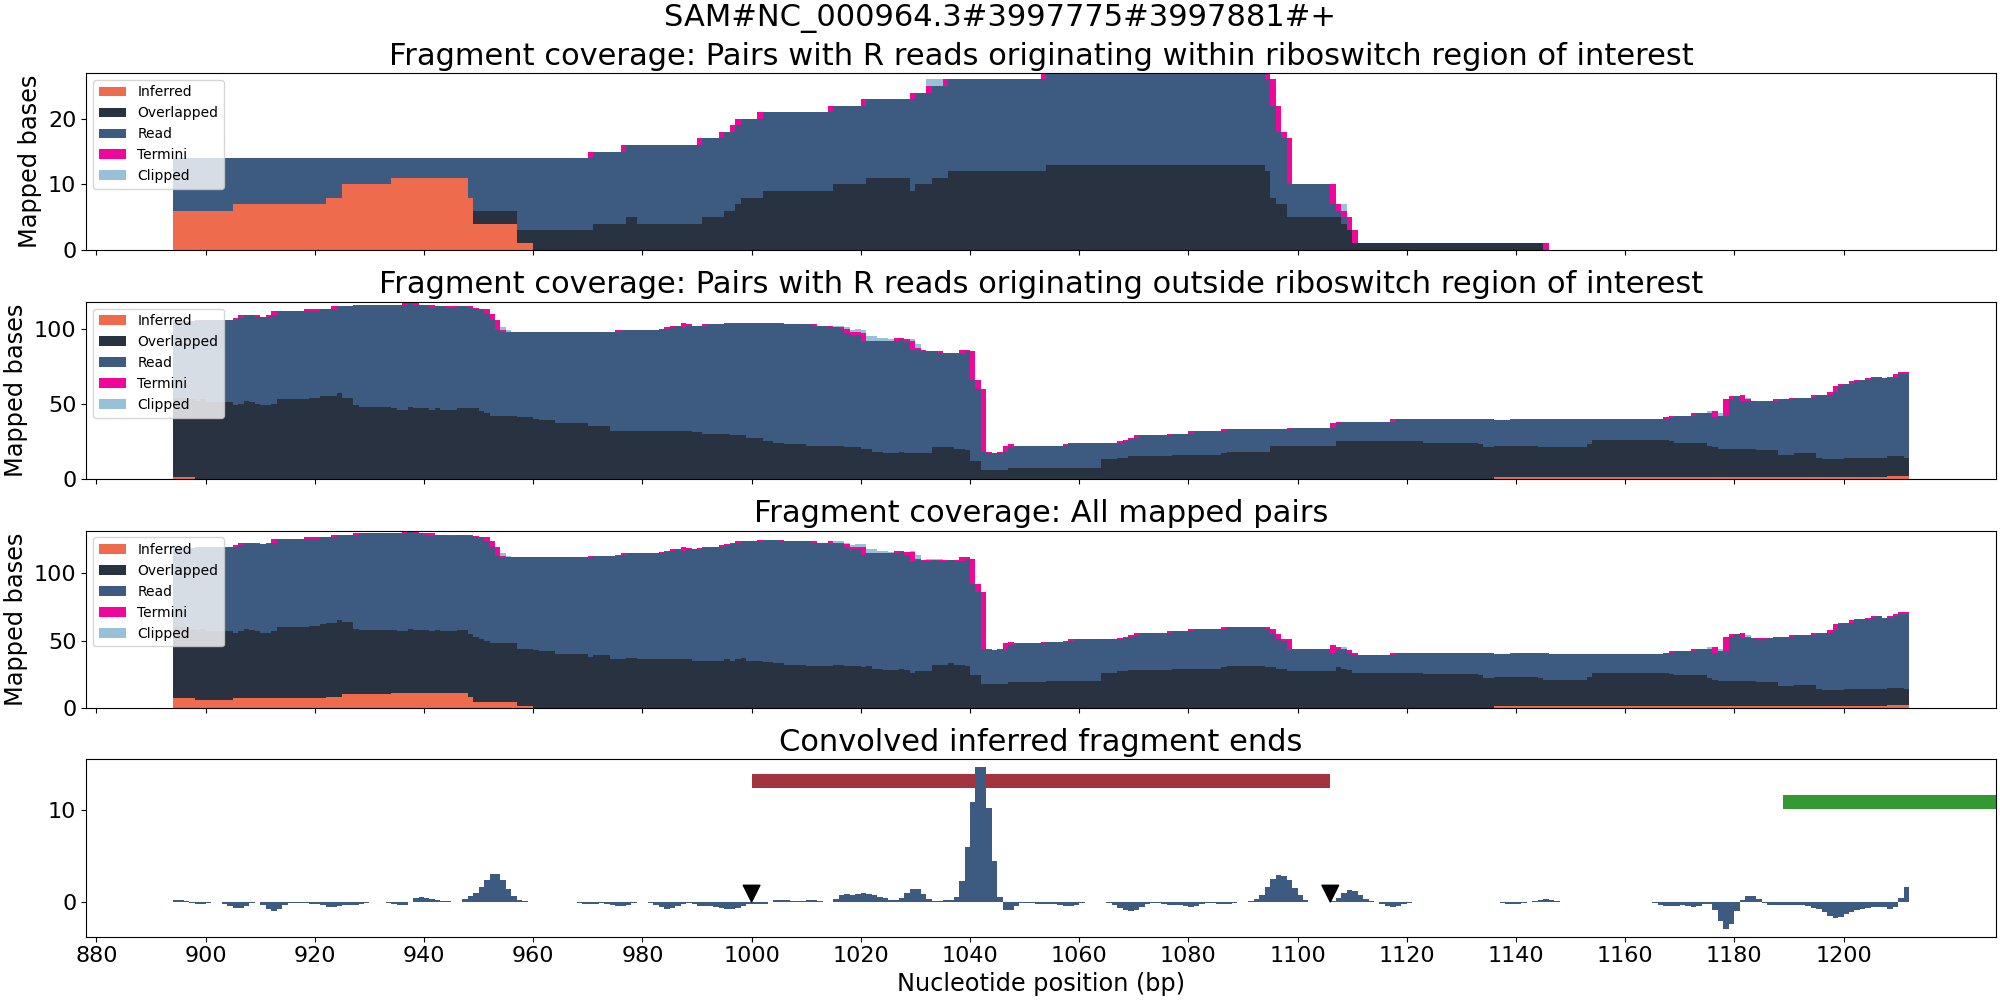 SAM#NC_000964.3#3997775#3997881#+
Fragment coverage: Pairs with R reads originating within riboswitch region of interest
Mapped bases
20
10
0
Inferred
Overlapped
Read
Termini
Clipped
Fragment coverage: Pairs with R reads originating outside riboswitch region of interest
Mapped bases
100
50
0
Inferred
Overlapped
Read
Termini
Clipped
Fragment coverage: All mapped pairs
Mapped bases
100
50
0
Inferred
Overlapped
Read
Termini
Clipped
Convolved inferred fragment ends
10
0
880 900 920 940 960 980 1000 1020 1040 1060 1080 1100 1120 1140 1160 1180 1200
Nucleotide position (bp)